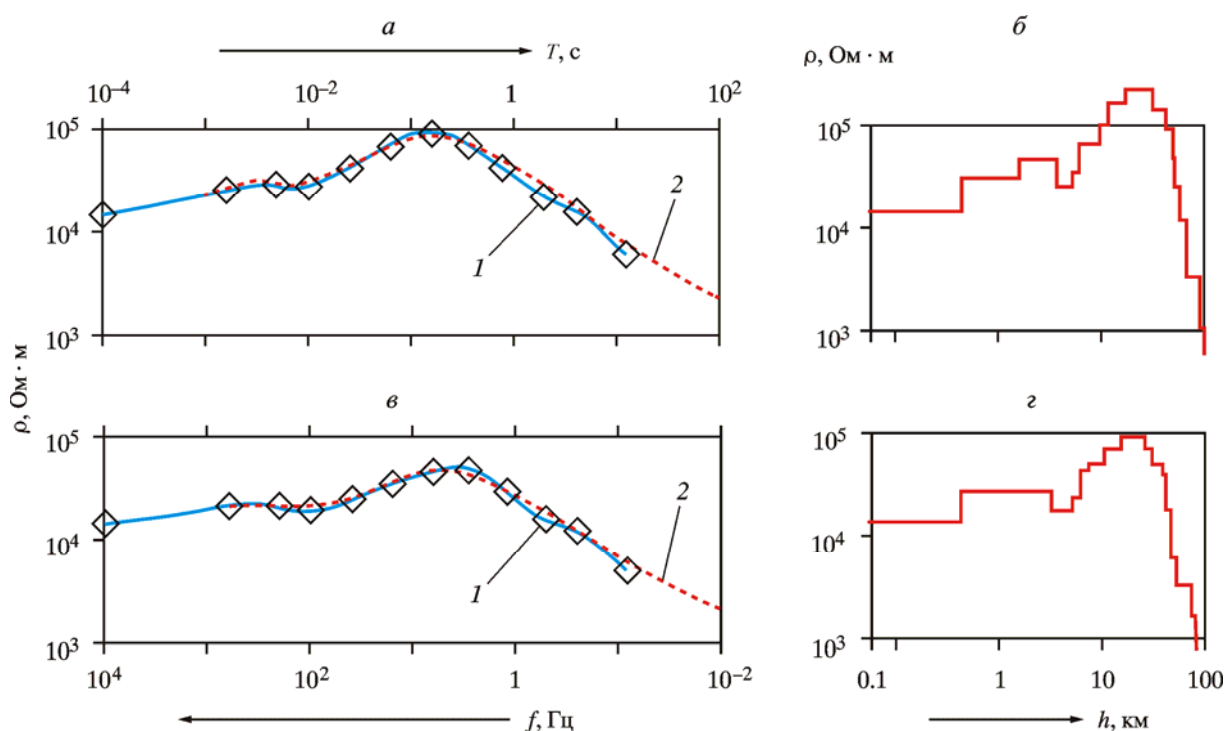 а
б
T, с
ρ, Ом · м
10⁻⁴ 10⁻² 1 10²
10⁵ 10⁵
2
10⁴ 10⁴
1
10³ 10³
ρ, Ом · м
в
г
10⁵ 10⁵
2
10⁴ 10⁴
1
10³ 10³
10⁴ 10² 1 10⁻² 0.1 1 10 100
f, Гц h, км